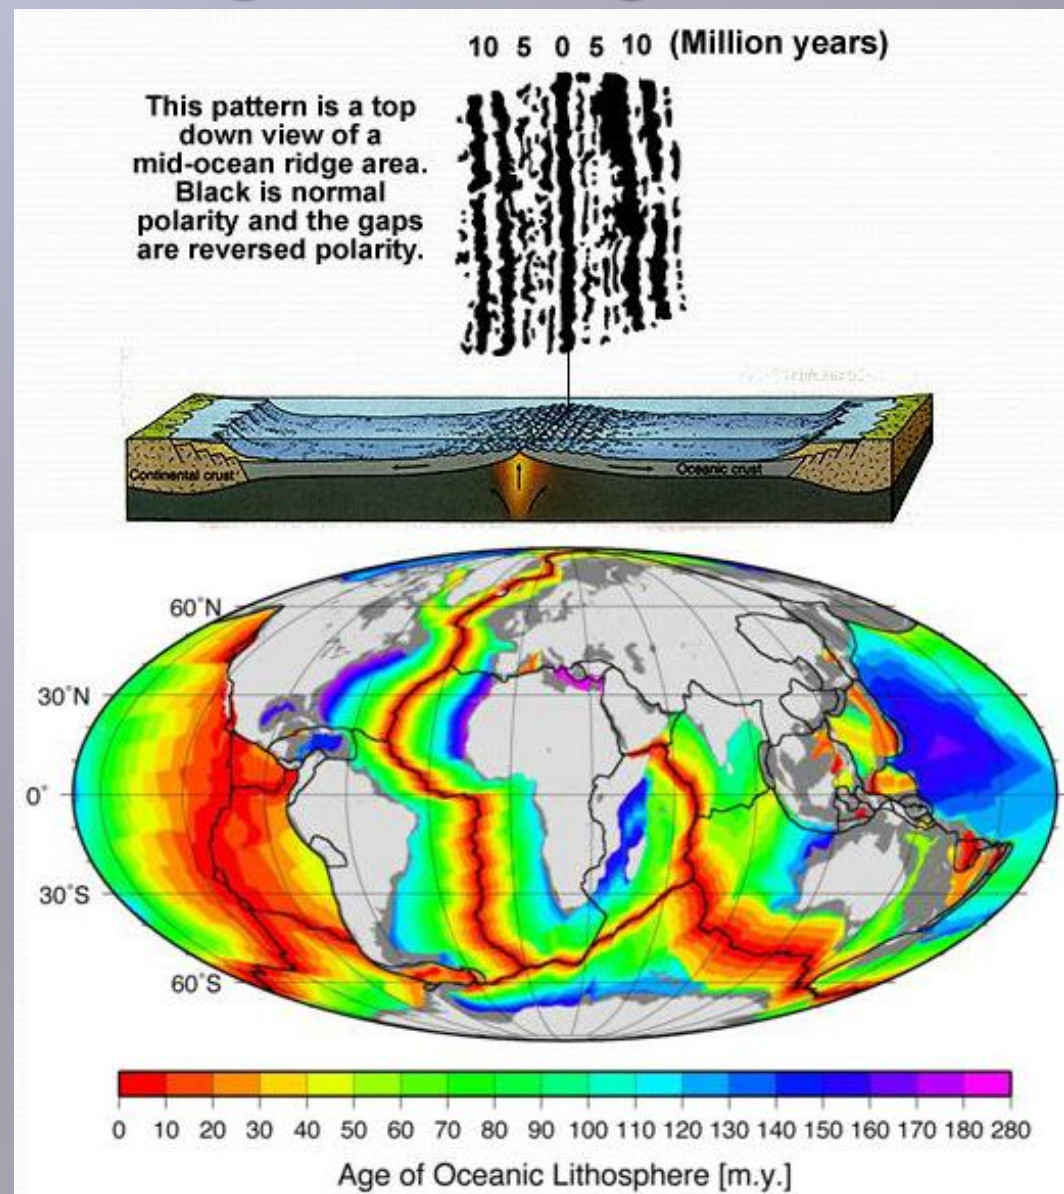 10 5 0 5 10 (Million years)
This pattern is a top
down view of a
mid-ocean ridge area.
Black is normal
polarity and the gaps
are reversed polarity.
Continental crust
Oceanic crust
60°N
30°N
0°
30°S
60°S
0 10 20 30 40 50 60 70 80 90 100 110 120 130 140 150 160 170 180 280
Age of Oceanic Lithosphere [m.y.]